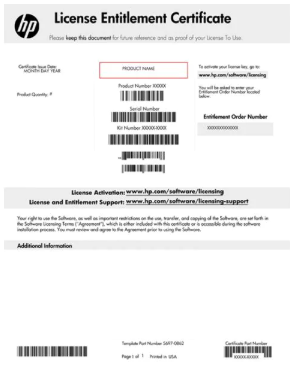 hp
License Entitlement Certificate
Please keep this document for future reference and as proof of your License To Use.
Certificate Issue Date:
MONTH DAY YEAR
Product Quantity: #
PRODUCT NAME
Product Number XXXXX
Serial Number
Kit Number XXXXX-XXXX
To activate your license key, go to:
www.hp.com/software/licensing
You will be asked to enter your
Entitlement Order Number located
below
Entitlement Order Number
XXXXXXXXXXXXX
License Activation: www.hp.com/software/licensing
License and Entitlement Support: www.hp.com/software/licensing-support
Your right to use the Software, as well as important restrictions on the use, transfer, and copying of the Software, are set forth in
the Software Licensing Terms ("Agreement"), which is either included with this certificate or is accessible during the software
installation process. You must review and agree to the Agreement prior to using the Software.
Additional Information
Template Part Number 5697-0862
Page 1 of 1 Printed in USA
Certificate Part Number
XXXXX-XXXXX